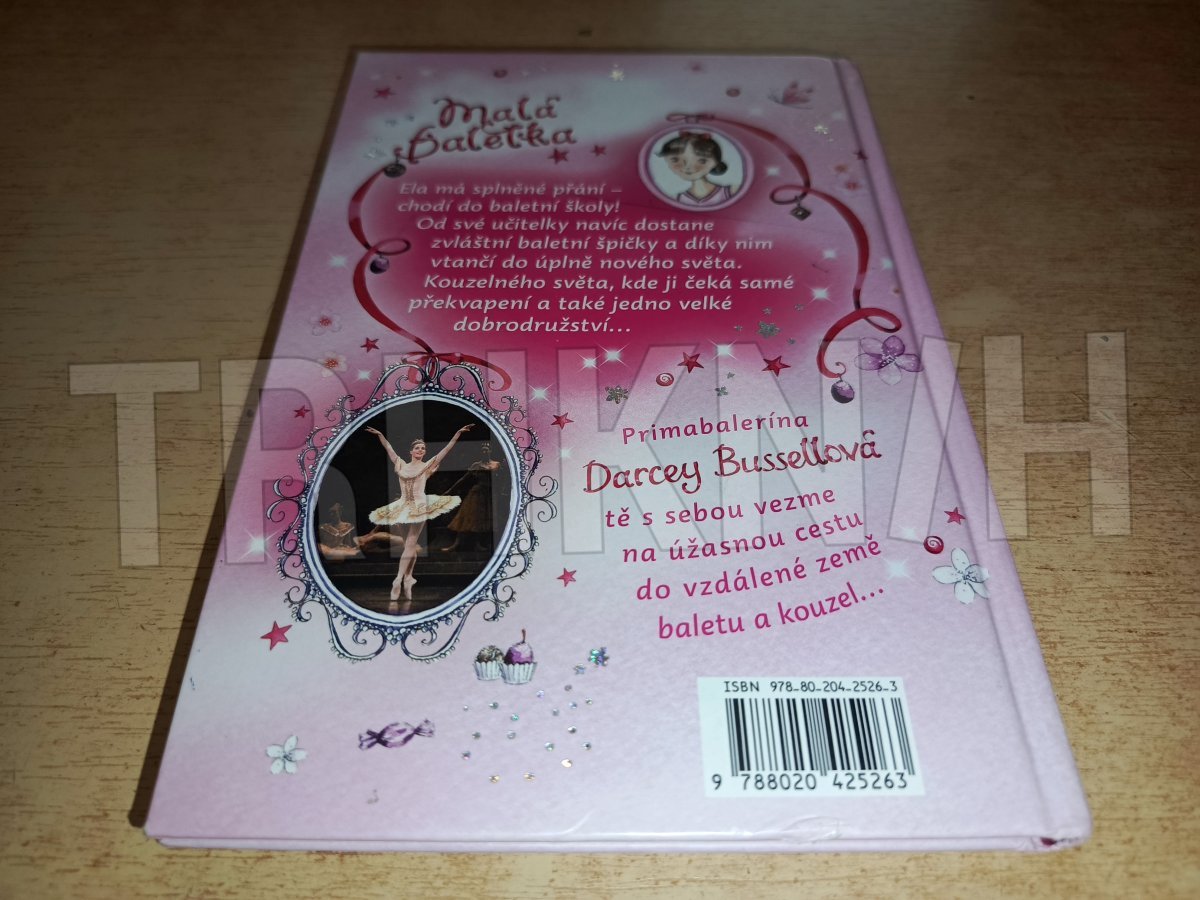 Malá
baletka
Ela má splněné přání –
chodí do baletní školy!
Od své učitelky navíc dostane
zvláštní baletní špičky a díky nim
vtančí do úplně nového světa.
Kouzelného světa, kde ji čeká samé
překvapení a také jedno velké
dobrodružství...
Primabalerína
Darcey Bussellová
tě s sebou vezme
na úžasnou cestu
do vzdálené země
baletu a kouzel...
ISBN 978-80-204-2526-3
9 788020 425263
TRHKNIH